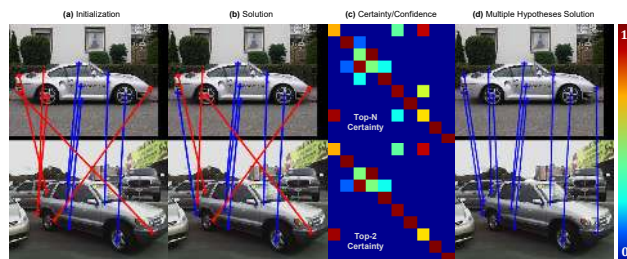 (a) Initialization
(b) Solution
(c) Certainty/Confidence
(d) Multiple Hypotheses Solution
1
Top-N
Certainty
Top-2
Certainty
0